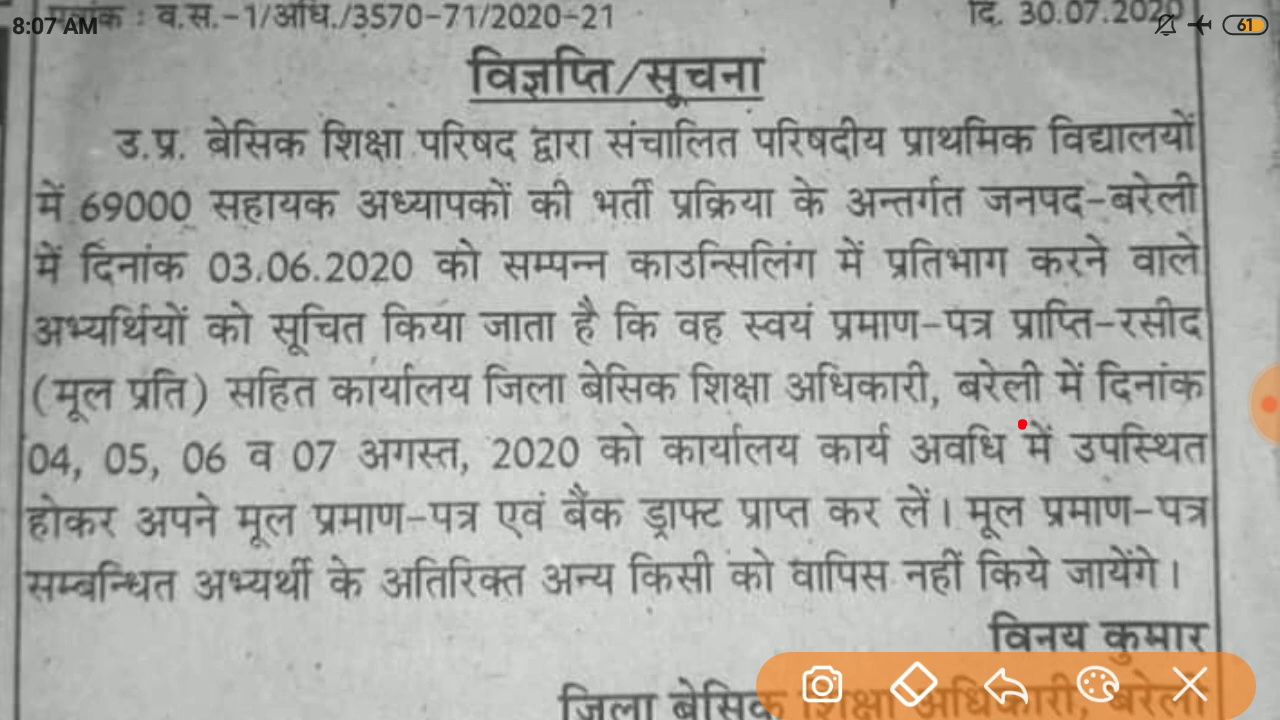 पत्रांक : व.स.-1/अधि./3570-71/2020-21 दि. 30.07.2020
8:07 AM 61
विज्ञप्ति/सूचना
उ.प्र. बेसिक शिक्षा परिषद द्वारा संचालित परिषदीय प्राथमिक विद्यालयों
में 69000 सहायक अध्यापकों की भर्ती प्रक्रिया के अन्तर्गत जनपद-बरेली
में दिनांक 03.06.2020 को सम्पन्न काउन्सिलिंग में प्रतिभाग करने वाले
अभ्यर्थियों को सूचित किया जाता है कि वह स्वयं प्रमाण-पत्र प्राप्ति-रसीद
(मूल प्रति) सहित कार्यालय जिला बेसिक शिक्षा अधिकारी, बरेली में दिनांक
04, 05, 06 व 07 अगस्त, 2020 को कार्यालय कार्य अवधि में उपस्थित
होकर अपने मूल प्रमाण-पत्र एवं बैंक ड्राफ्ट प्राप्त कर लें। मूल प्रमाण-पत्र
सम्बन्धित अभ्यर्थी के अतिरिक्त अन्य किसी को वापिस नहीं किये जायेंगे।
विनय कुमार
जिला बेसिक शिक्षा अधिकारी, बरेली